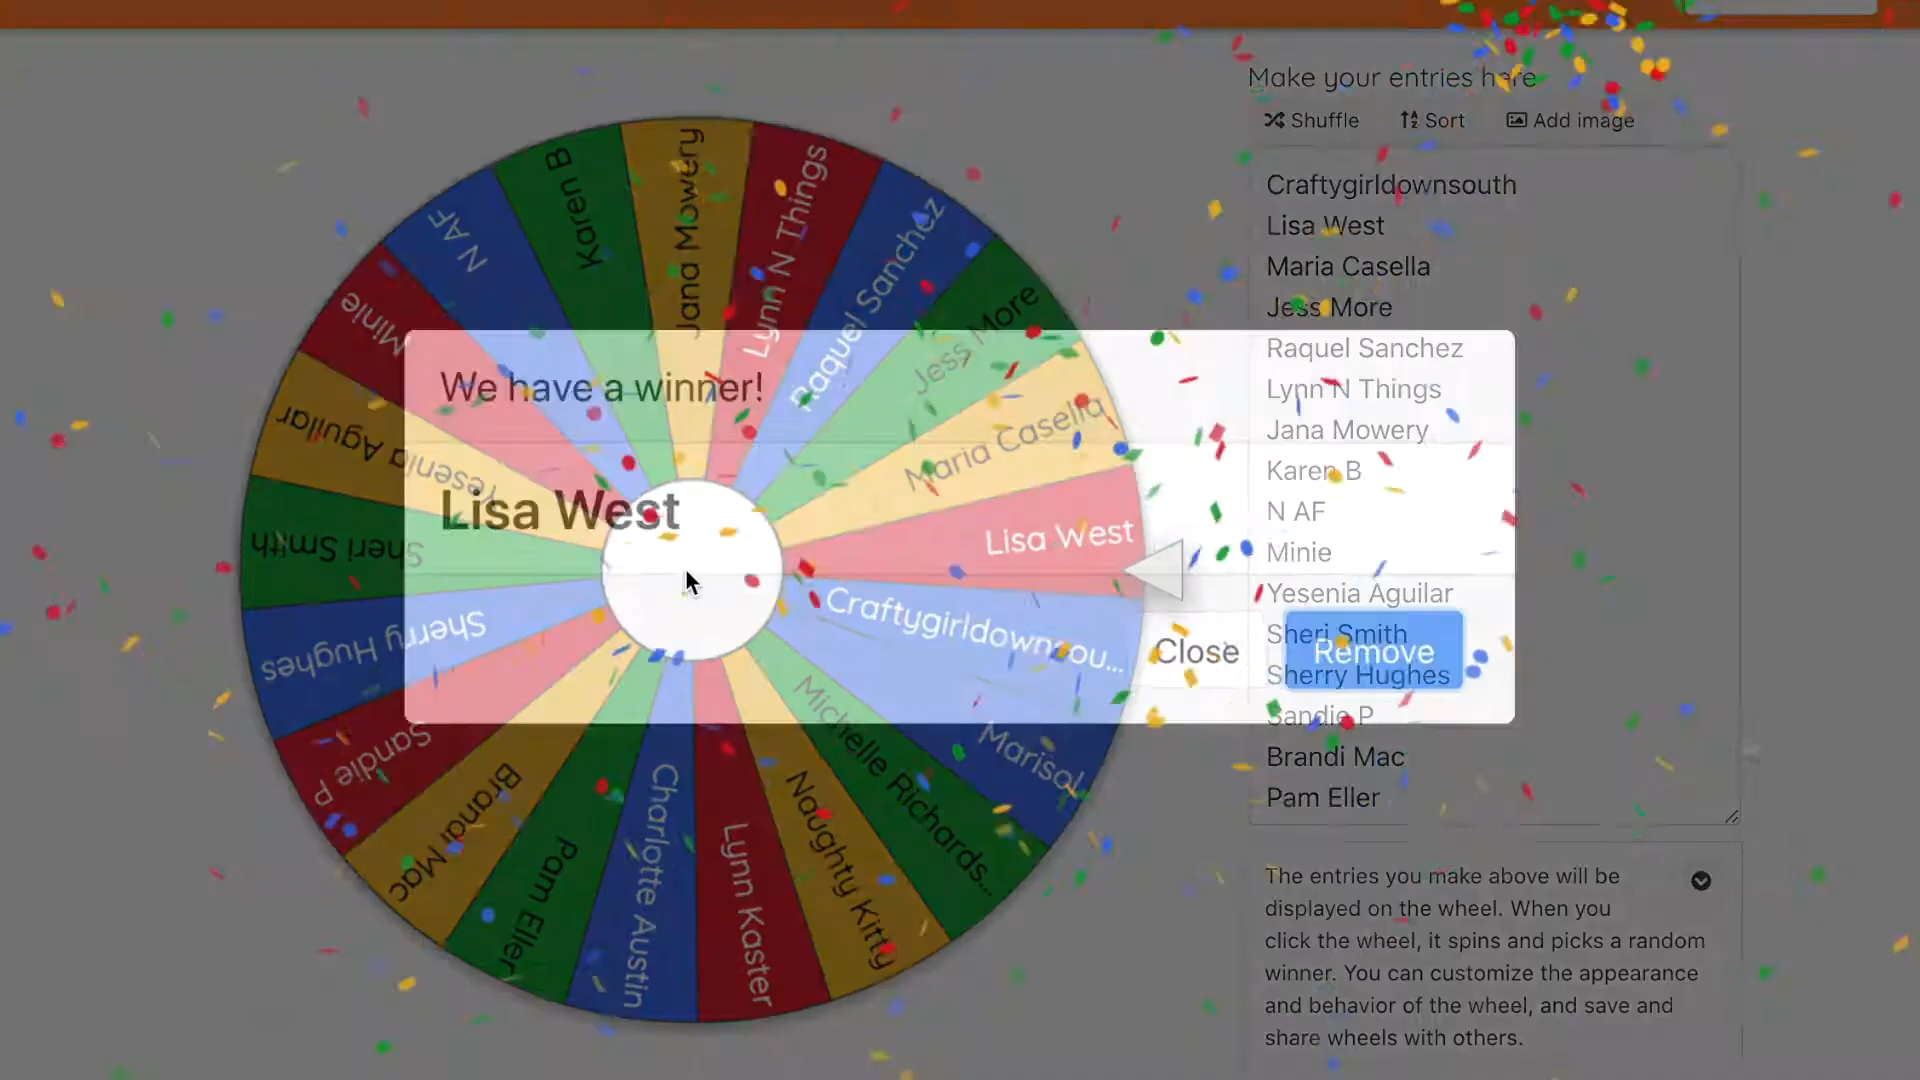 Make your entries here
Shuffle
Sort
Add image
Craftygirldownsouth
Lisa West
Maria Casella
Jess More
Raquel Sanchez
Lynn N Things
Jana Mowery
Karen B
N AF
Minie
Yesenia Aguilar
Sheri Smith
Sherry Hughes
Sandie P
Brandi Mac
Pam Eller
We have a winner!
Lisa West
Close
Remove
Karen B
Jana Mowery
Lynn N Things
Raquel Sanchez
Jess More
Maria Casella
Lisa West
Craftygirldownsou...
Marisol
Michelle Richards...
Naughty Kitty
Lynn Kaster
Charlotte Austin
Pam Eller
Brandi Mac
Sandie P
Sherry Hughes
Sheri Smith
Yesenia Aguilar
Minie
N AF
The entries you make above will be
displayed on the wheel. When you
click the wheel, it spins and picks a random
winner. You can customize the appearance
and behavior of the wheel, and save and
share wheels with others.